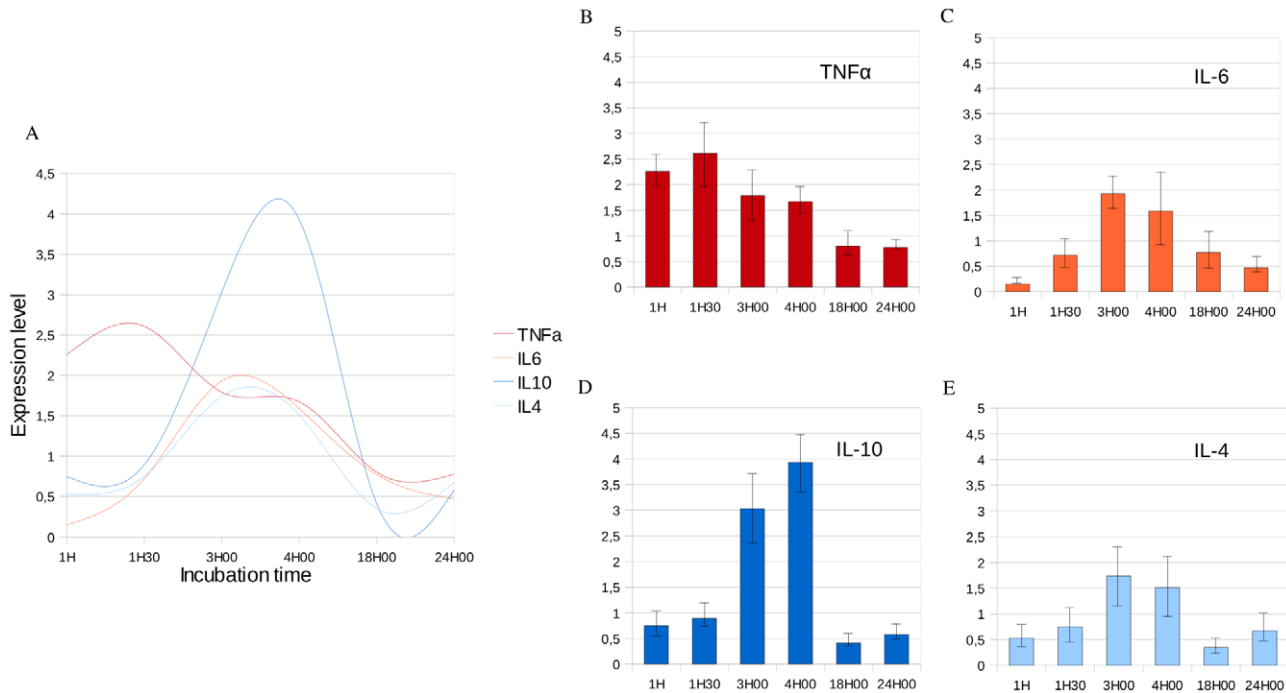 A
4,5
4
3,5
3
2,5
2
1,5
1
0,5
0
Expression level
1H 1H30 3H00 4H00 18H00 24H00
Incubation time
TNFa
IL6
IL10
IL4
B
TNFα
5
4,5
4
3,5
3
2,5
2
1,5
1
0,5
0
1H 1H30 3H00 4H00 18H00 24H00
C
IL-6
5
4,5
4
3,5
3
2,5
2
1,5
1
0,5
0
1H 1H30 3H00 4H00 18H00 24H00
D
IL-10
5
4,5
4
3,5
3
2,5
2
1,5
1
0,5
0
1H 1H30 3H00 4H00 18H00 24H00
E
IL-4
5
4,5
4
3,5
3
2,5
2
1,5
1
0,5
0
1H 1H30 3H00 4H00 18H00 24H00